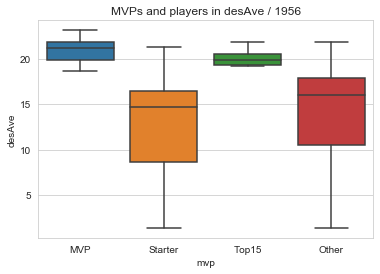 MVPs and players in desAve / 1956
desAve
20
15
10
5
MVP Starter Top15 Other
mvp